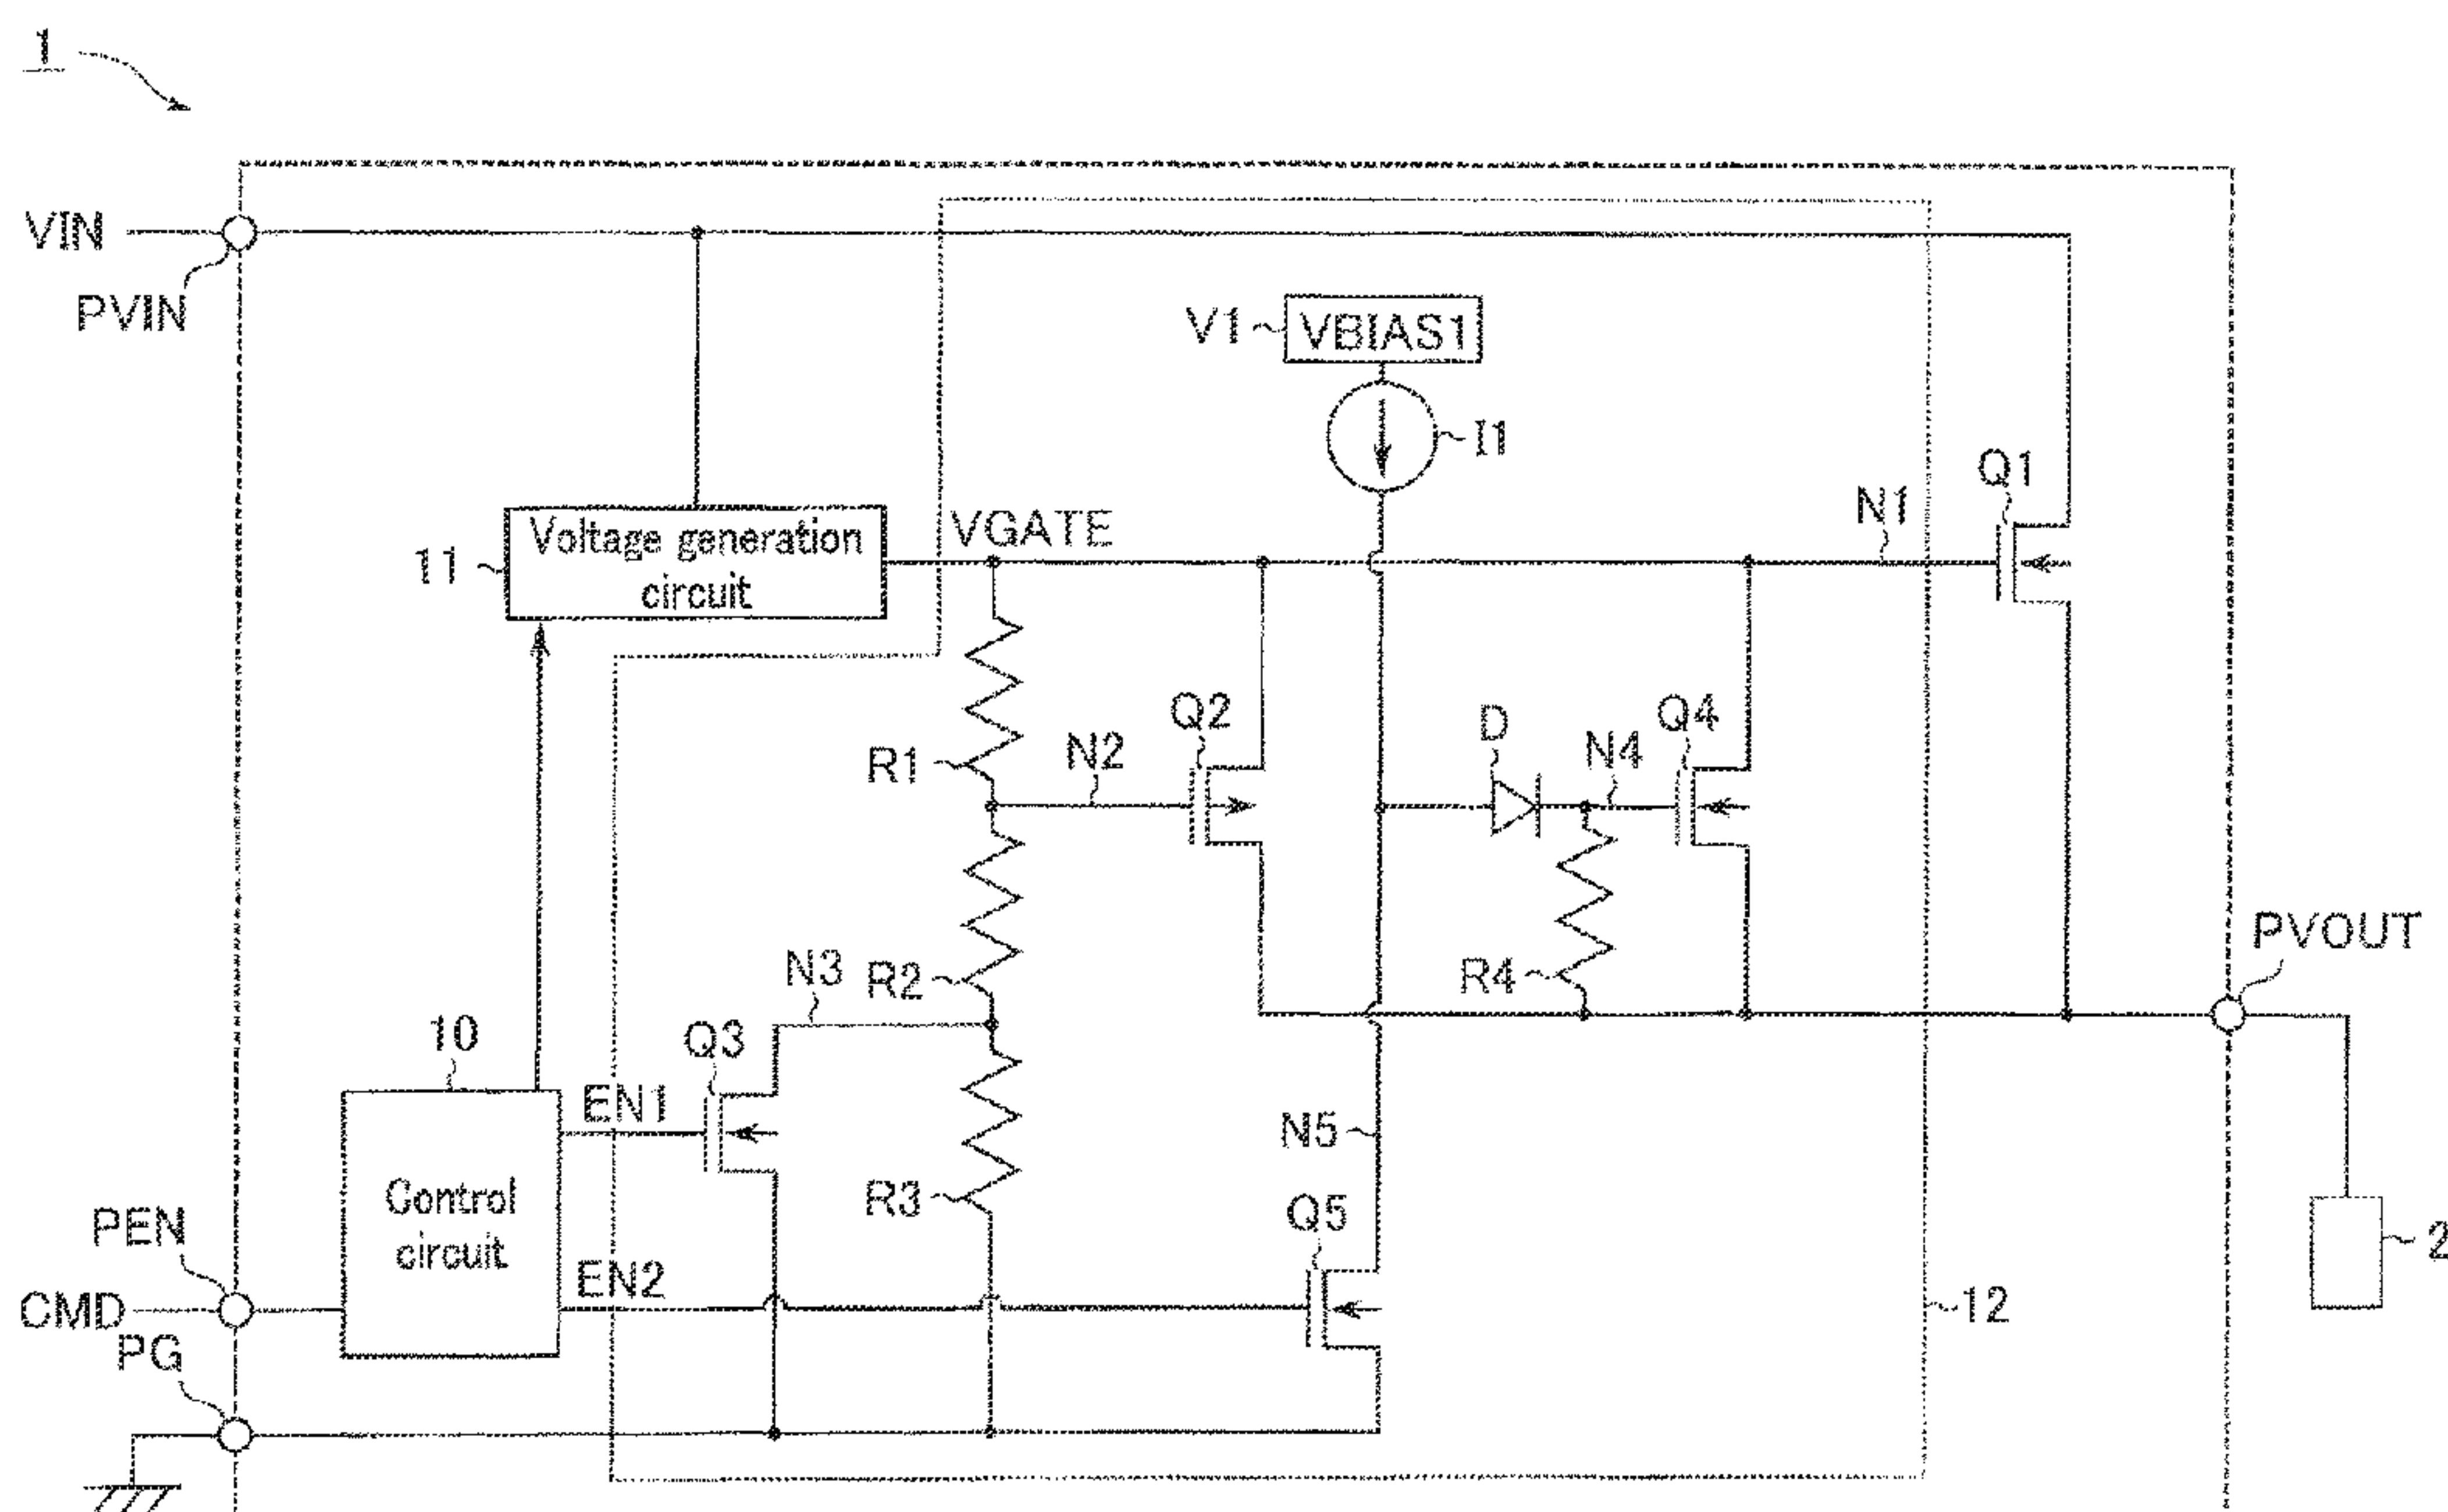 1
VIN
PVIN
V1
VBIAS1
I1
Q1
N1
VGATE
11
Voltage generation
circuit
Q2
D
Q4
N2
N4
R1
PVOUT
N3
R2
R4
10
Q3
EN1
N5
R3
Control
circuit
Q5
PEN
2
EN2
CMD
12
PG